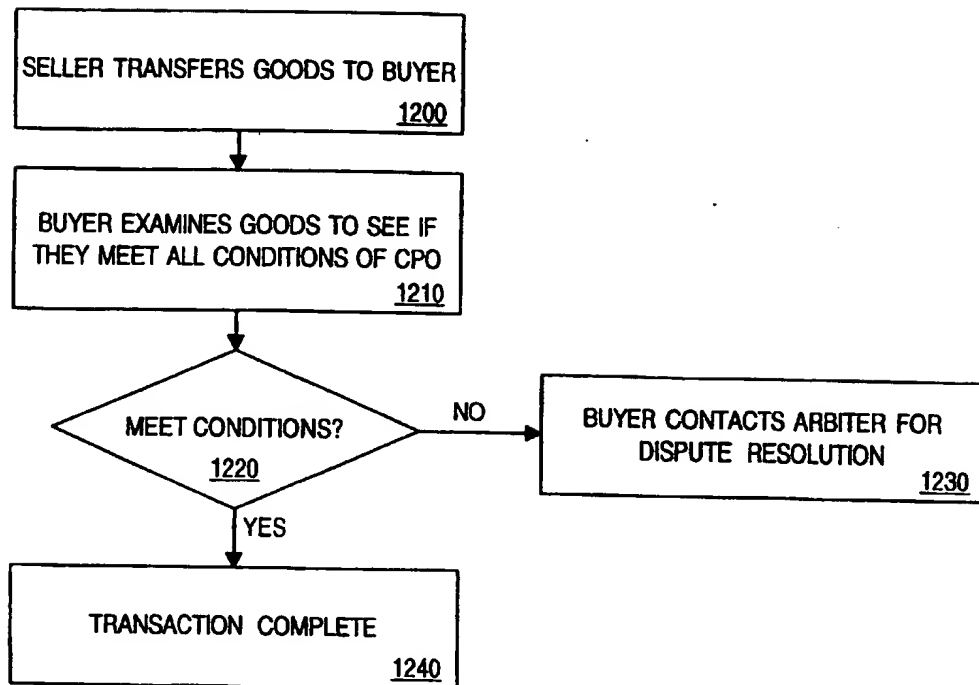 SELLER TRANSFERS GOODS TO BUYER
1200
BUYER EXAMINES GOODS TO SEE IF
THEY MEET ALL CONDITIONS OF CPO
1210
MEET CONDITIONS?
1220
NO
BUYER CONTACTS ARBITER FOR
DISPUTE RESOLUTION
1230
YES
TRANSACTION COMPLETE
1240